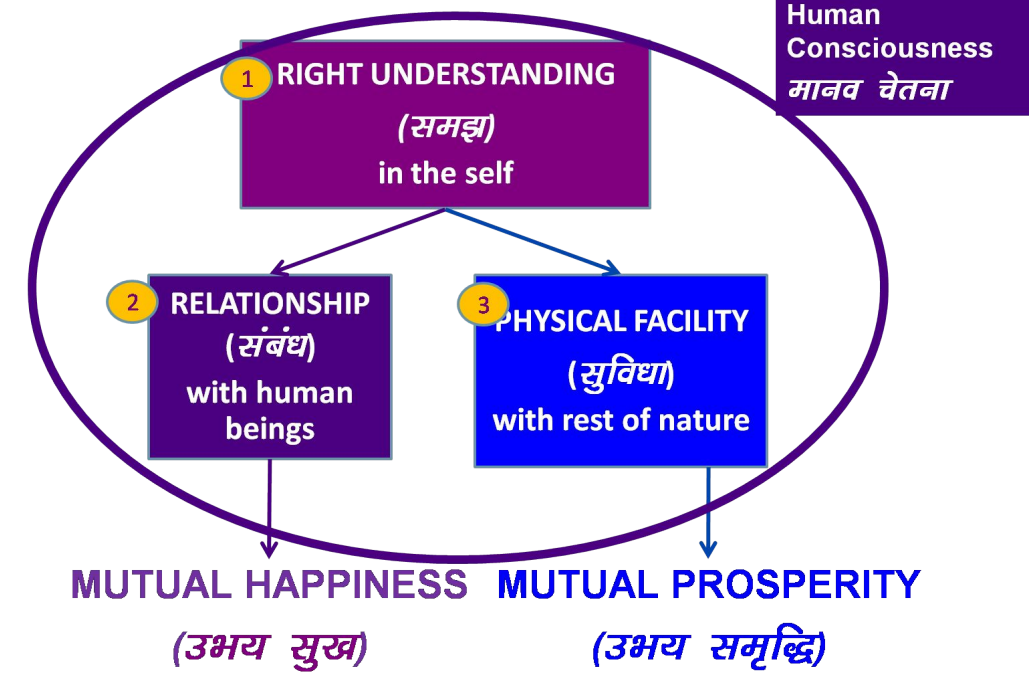 Human
Consciousness
मानव चेतना
1
RIGHT UNDERSTANDING
(समझ)
in the self
2
RELATIONSHIP
(संबंध)
with human
beings
3
PHYSICAL FACILITY
(सुविधा)
with rest of nature
MUTUAL HAPPINESS
(उभय सुख)
MUTUAL PROSPERITY
(उभय समृद्धि)